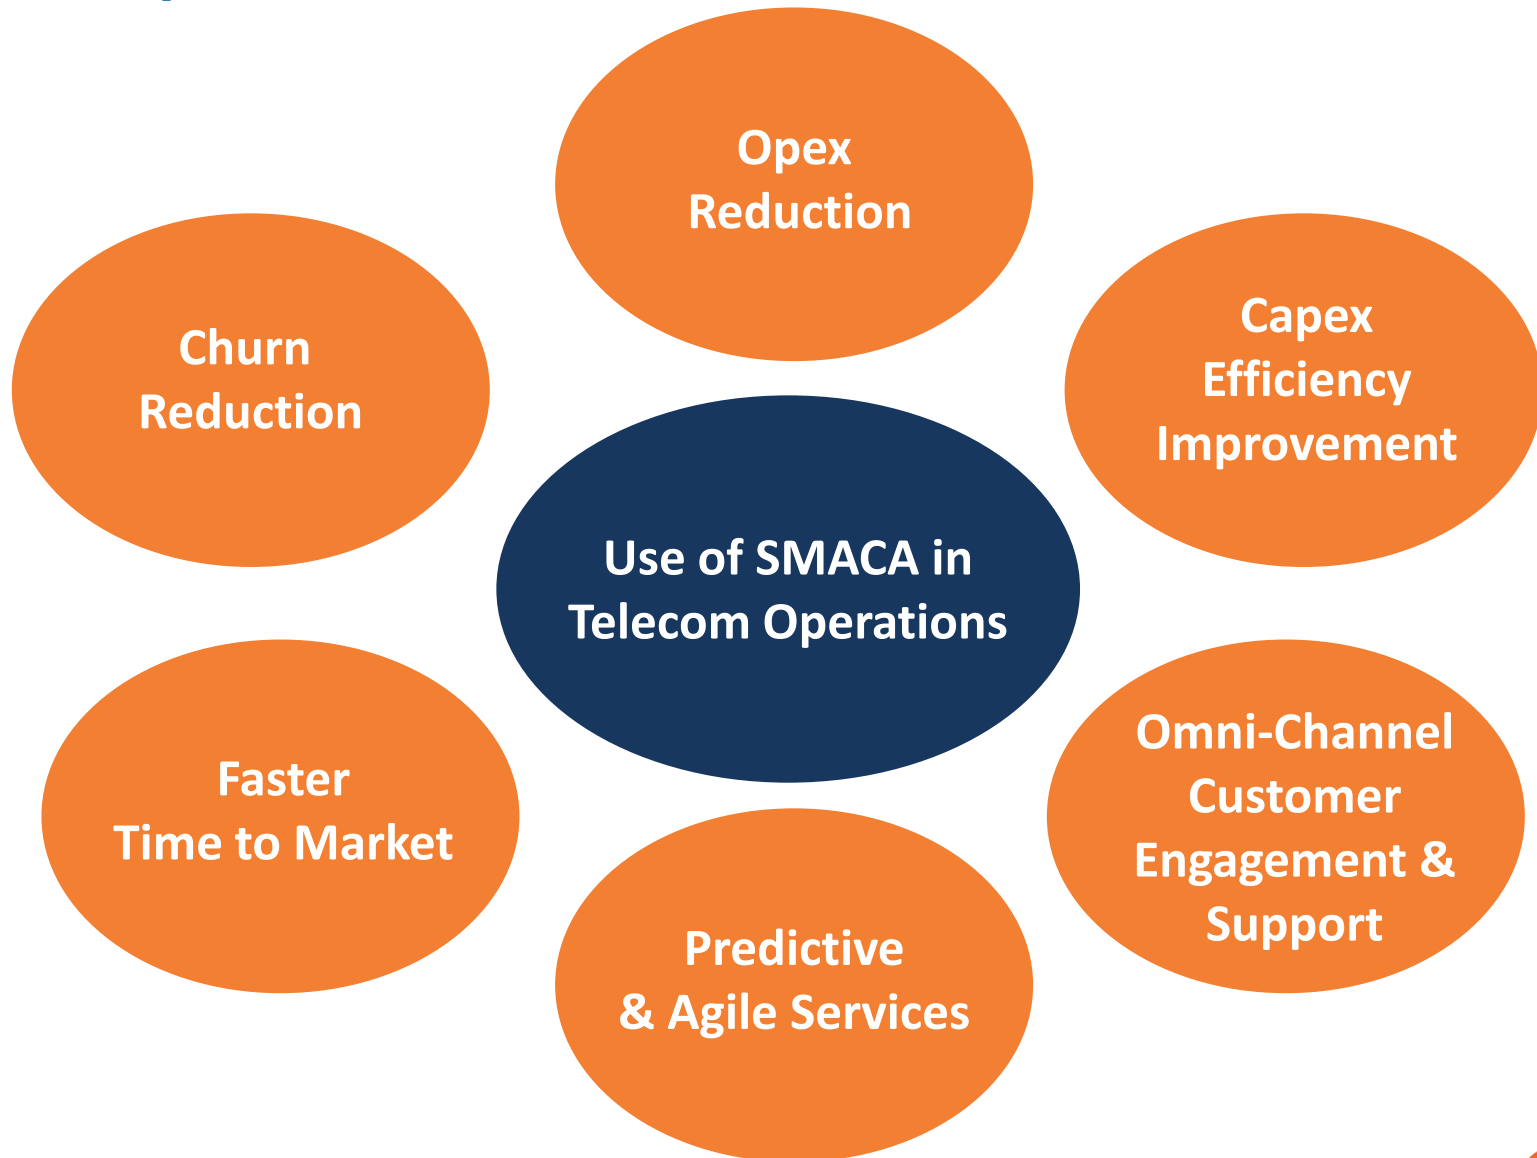 Opex
Reduction
Churn
Reduction
Capex
Efficiency
Improvement
Use of SMACA in
Telecom Operations
Faster
Time to Market
Omni-Channel
Customer
Engagement &
Support
Predictive
& Agile Services